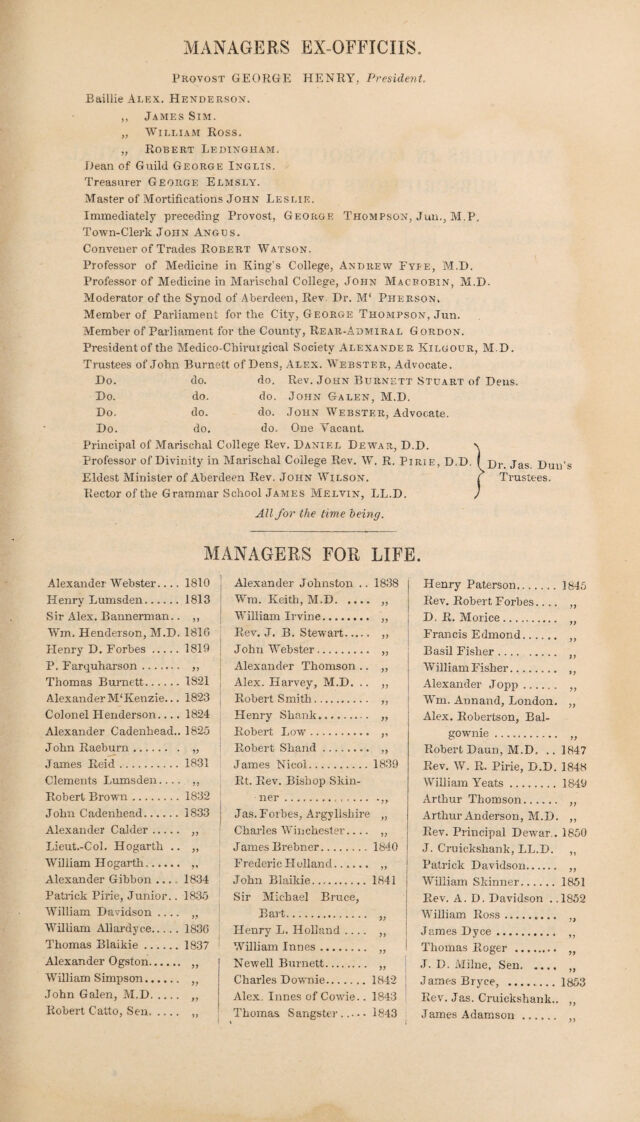 MANAGERS EX-OFFICIIS.
PROVOST GEORGE HENRY, President.
Baillie ALEX. HENDERSON.
„ JAMES SIM.
„ WILLIAM ROSS.
„ ROBERT LEDINGHAM.
Dean of Guild GEORGE INGLIS.
Treasurer GEORGE ELMSLY.
Master of Mortifications JOHN LESLIE.
Immediately preceding Provost, GEORGE THOMPSON, Jun., M.P.
Town-Clerk JOHN ANGUS.
Convener of Trades ROBERT WATSON.
Professor of Medicine in King's College, ANDREW FYFE, M.D.
Professor of Medicine in Marischal College, JOHN MACROBIN, M.D.
Moderator of the Synod of Aberdeen, Rev. Dr. M‘PHERSON.
Member of Parliament for the City, GEORGE THOMPSON, Jun.
Member of Parliament for the County, REAR-ADMIRAL GORDON.
President of the Medico-Chirurgical Society ALEXANDER KILGOUR, M.D.
Trustees of John Burnett of Dens, ALEX. WEBSTER, Advocate.
Do. do. do. Rev. JOHN BURNETT STUART of Dens.
Do. do. do. JOHN GALEN, M.D.
Do. do. do. JOHN WEBSTER, Advocate.
Do. do. do. One Vacant.
Principal of Marischal College Rev. DANIEL DEWAR, D.D.
Professor of Divinity in Marischal College Rev. W. R. PIRIE, D.D.
Eldest Minister of Aberdeen Rev. JOHN WILSON.
Rector of the Grammar School JAMES MELVIN, LL.D.
Dr. Jas. Dun's
Trustees.
All for the time being.
MANAGERS FOR LIFE.
Alexander Webster.... 1810
Henry Lumsden...... 1813
Sir Alex. Bannerman.. „
Wm. Henderson, M.D. 1816
Henry D. Forbes ..... 1819
P. Farquharson ....... „
Thomas Burnett...... 1821
Alexander M‘Kenzie... 1823
Colonel Henderson.... 1824
Alexander Cadenhead.. 1825
John Raeburn ....... „
James Reid .......... 1831
Clements Lumsden.... „
Robert Brown ........ 1832
John Cadenhead...... 1833
Alexander Calder ..... „
Lieut.-Col. Hogarth .. „
William Hogarth...... „
Alexander Gibbon .... 1834
Patrick Pirie, Junior.. 1835
William Davidson .... „
William Allardyce.... 1836
Thomas Blaikie ...... 1837
Alexander Ogston...... „
William Simpson...... „
John Galen, M.D. ..... „
Robert Catto, Sen. .... „
Alexander Johnston .. 1838
Wm. Keith, M.D. .... „
William Irvine........ „
Rev. J. B. Stewart..... „
John Webster......... „
Alexander Thomson.. „
Alex. Harvey, M.D. .. „
Robert Smith.......... „
Henry Shank......... „
Robert Low .......... „
Robert Shand ........ „
James Nicol.......... 1839
Rt. Rev. Bishop Skin-
ner .............. „
Jas. Forbes, Argyllshire „
Charles Winchester.... „
James Brebner........ 1840
Frederic Holland...... „
John Blaikie.......... 1841
Sir Michael Bruce,
Bart.............. „
Henry L. Holland .... „
William Innes ........ „
Newell Burnett........ „
Charles Downie....... 1842
Alex. Innes of Cowie.. 1843
Thomas Sangster..... 1843
Henry Paterson....... 1845
Rev. Robert Forbes.... „
D. R. Morice .......... „
Francis Edmond...... „
Basil Fisher .......... „
William Fisher........ „
Alexander Jopp ...... „
Wm. Annand, London. „
Alex. Robertson, Bal-
gownie ........... „
Robert Daun, M.D. .. 1847
Rev. W. R. Pirie, D.D. 1848
William Yeats ........ 1849
Arthur Thomson...... „
Arthur Anderson, M.D. „
Rev. Principal Dewar.. 1850
J. Cruickshank, LL.D. „
Patrick Davidson...... „
William Skinner...... 1851
Rev. A. D. Davidson ..1852
William Ross ......... „
James Dyce .......... „
Thomas Roger ........ „
J. D. Milne, Sen. .... „
James Bryce, ........ 1853
Rev. Jas. Cruickshank.. „
James Adamson ...... „